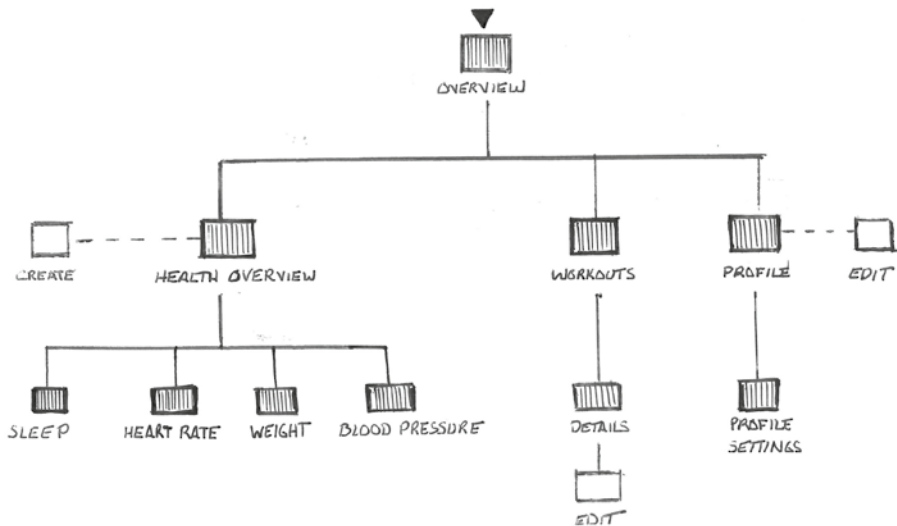 OVERVIEW
CREATE
HEALTH OVERVIEW
WORKOUTS
PROFILE
EDIT
SLEEP
HEART RATE
WEIGHT
BLOOD PRESSURE
DETAILS
PROFILE
SETTINGS
EDIT